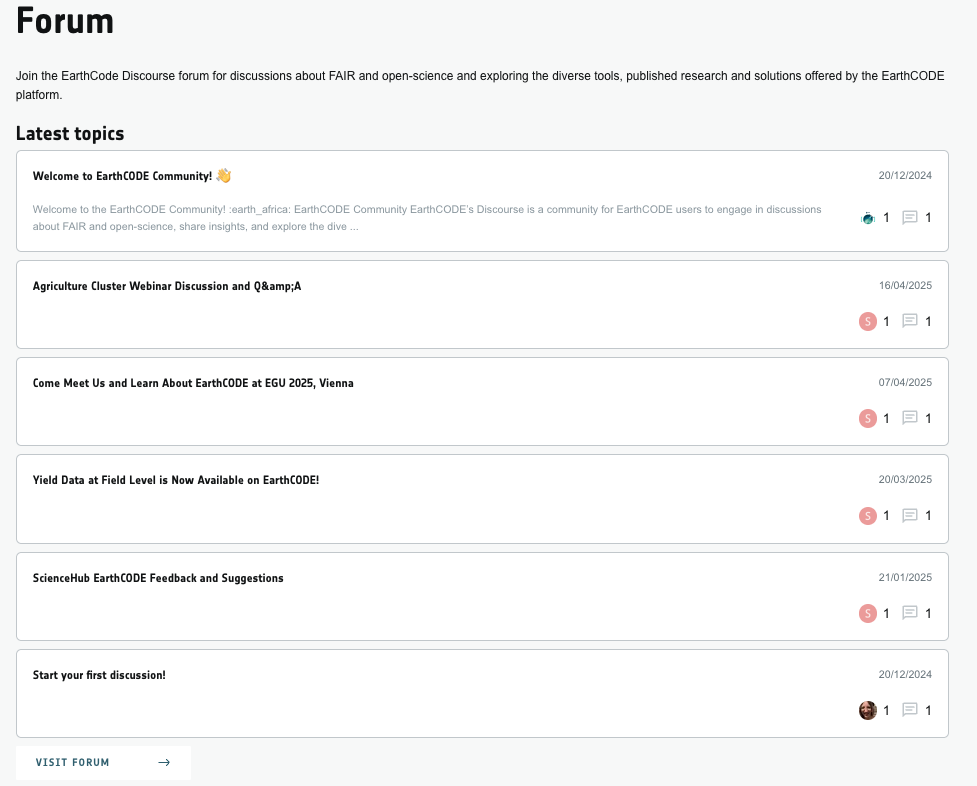 Forum
Join the EarthCode Discourse forum for discussions about FAIR and open-science and exploring the diverse tools, published research and solutions offered by the EarthCODE
platform.
Latest topics
Welcome to EarthCODE Community! 👋
20/12/2024
Welcome to the EarthCODE Community! :earth_africa: EarthCODE Community EarthCODE's Discourse is a community for EarthCODE users to engage in discussions
about FAIR and open-science, share insights, and explore the dive ...
1 1
Agriculture Cluster Webinar Discussion and Q&amp;A
16/04/2025
S 1 1
Come Meet Us and Learn About EarthCODE at EGU 2025, Vienna
07/04/2025
S 1 1
Yield Data at Field Level is Now Available on EarthCODE!
20/03/2025
S 1 1
ScienceHub EarthCODE Feedback and Suggestions
21/01/2025
S 1 1
Start your first discussion!
20/12/2024
1 1
VISIT FORUM →